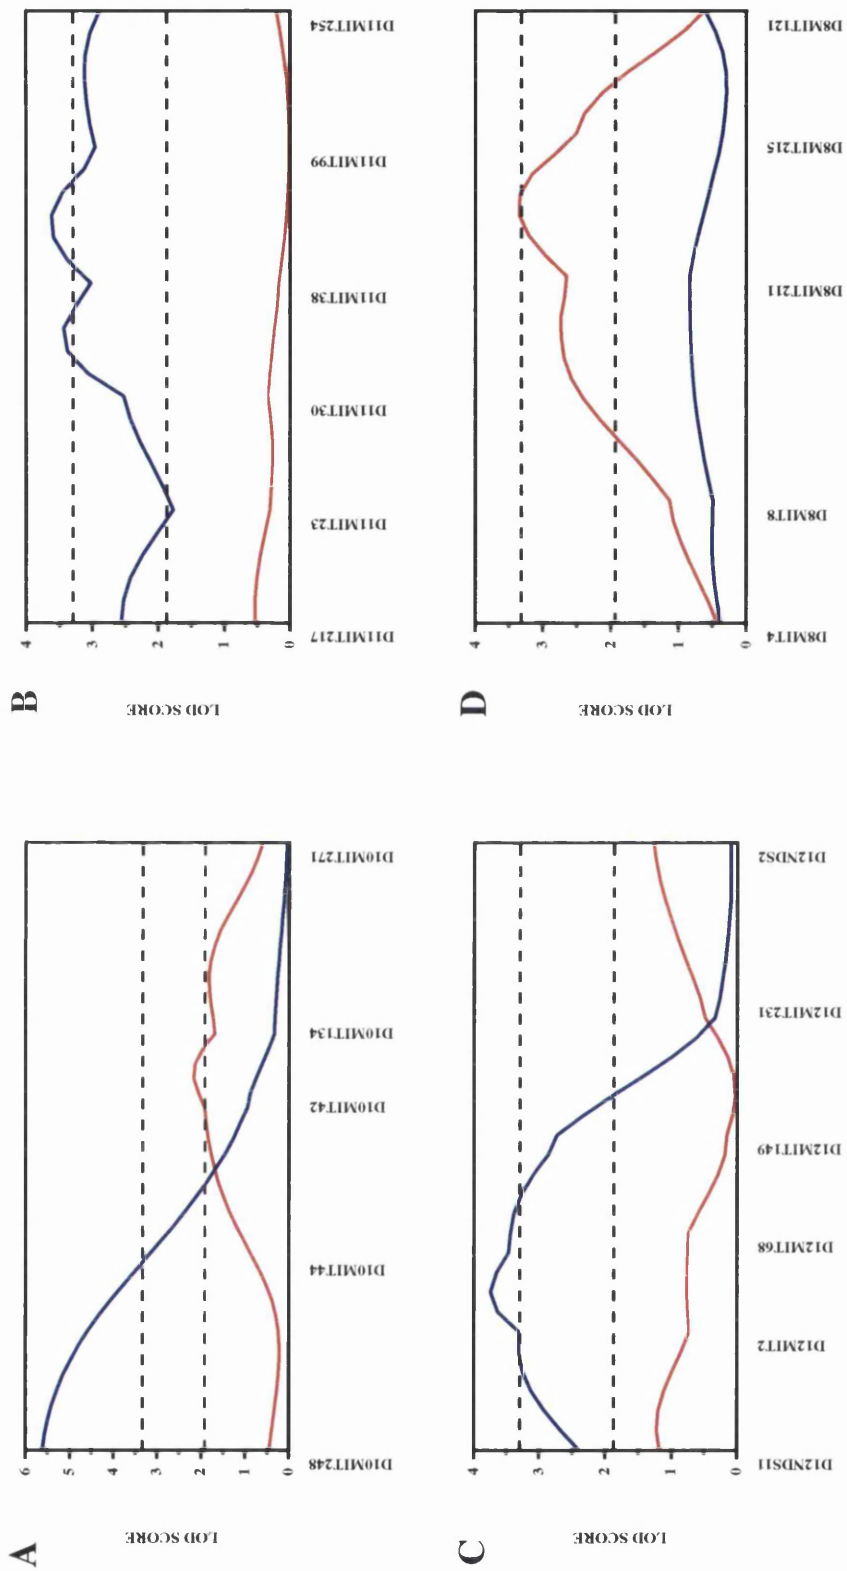 A
LOD SCORE
6
5
4
3
2
1
0
D10MIT248
D10MIT44
D10MIT42
D10MIT134
D10MIT271
B
LOD SCORE
4
3
2
1
0
D11MIT217
D11MIT23
D11MIT30
D11MIT38
D11MIT99
D11MIT254
C
LOD SCORE
4
3
2
1
0
D12NDS11
D12MIT2
D12MIT68
D12MIT149
D12MIT231
D12NDS2
D
LOD SCORE
4
3
2
1
0
D8MIT4
D8MIT8
D8MIT211
D8MIT215
D8MIT121